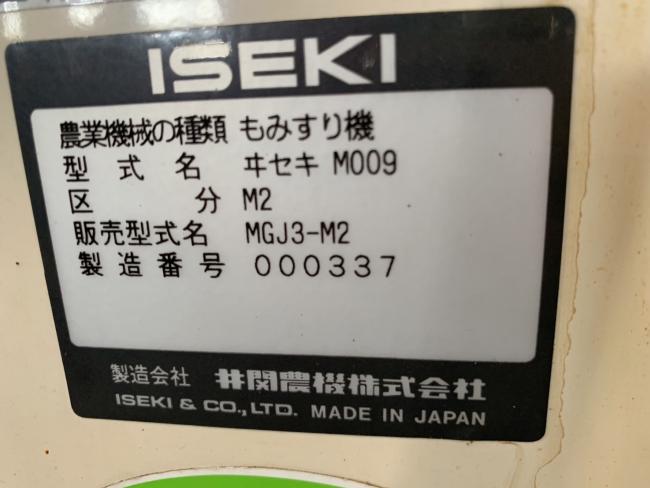 ISEKI
農業機械の種類 もみすり機
型式名 ヰセキ M009
区分 M2
販売型式名 MGJ3-M2
製造番号 000337
製造会社 井関農機株式会社
ISEKI & CO.,LTD. MADE IN JAPAN